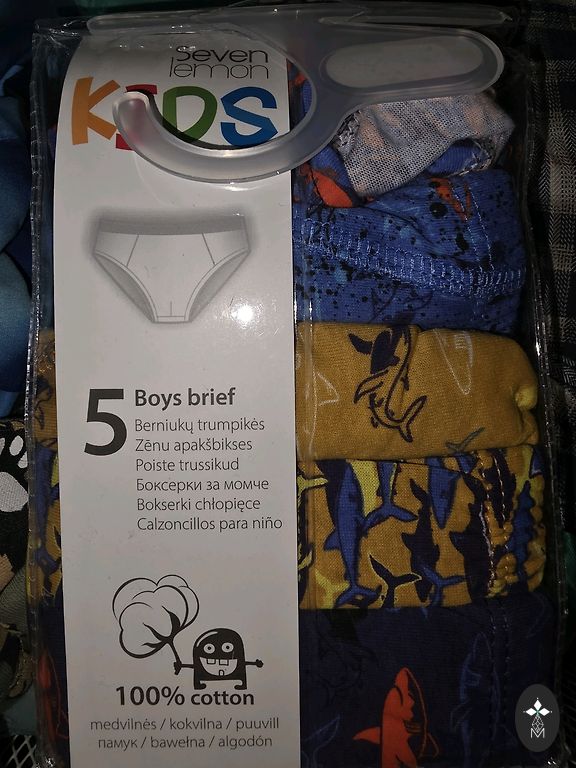 Seven
lemon
KIDS
5
Boys brief
Berniukų trumpikės
Zēnu apakšbikses
Poiste trussikud
Боксерки за момче
Bokserki chłopięce
Calzoncillos para niño
100% cotton
medvilnės / kokvilna / puuvill
памук / bawełna / algodón
M